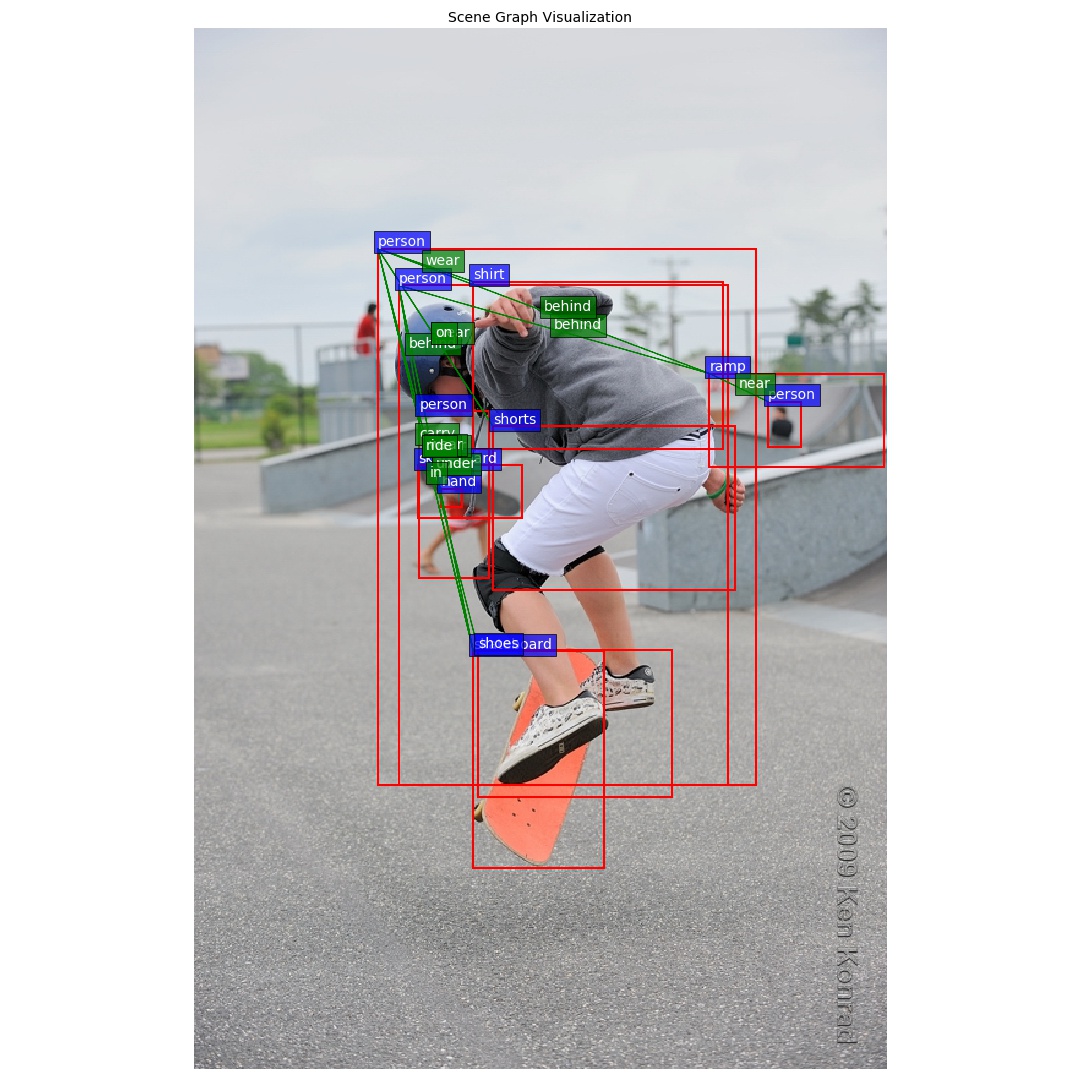 Scene Graph Visualization
person
wear
shirt
person
behind
behind
on
behind
ramp
near
person
person
shorts
carry
ride
under
in
hand
shoes
© 2009 Ken Konrad